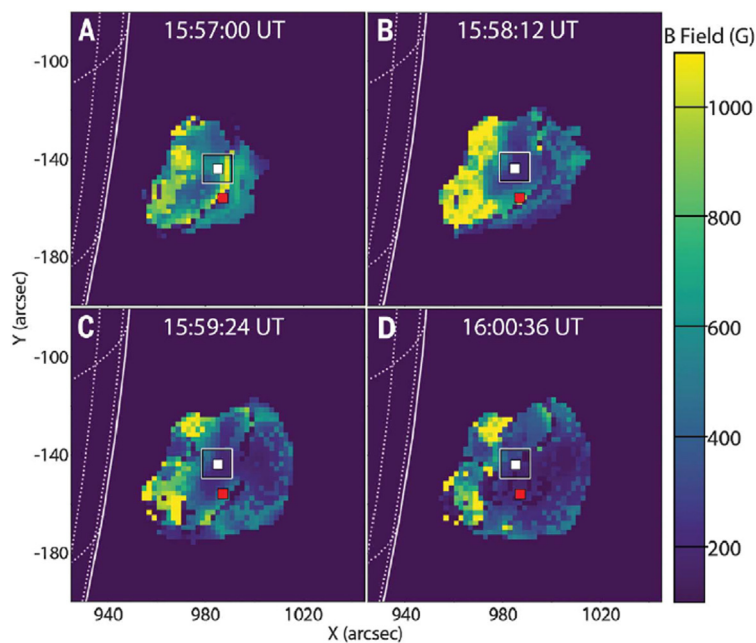 A 15:57:00 UT
B 15:58:12 UT
B Field (G)
-100
-140
-180
1000
800
600
400
200
C 15:59:24 UT
D 16:00:36 UT
Y (arcsec)
-100
-140
-180
940 980 1020 940 980 1020
X (arcsec)